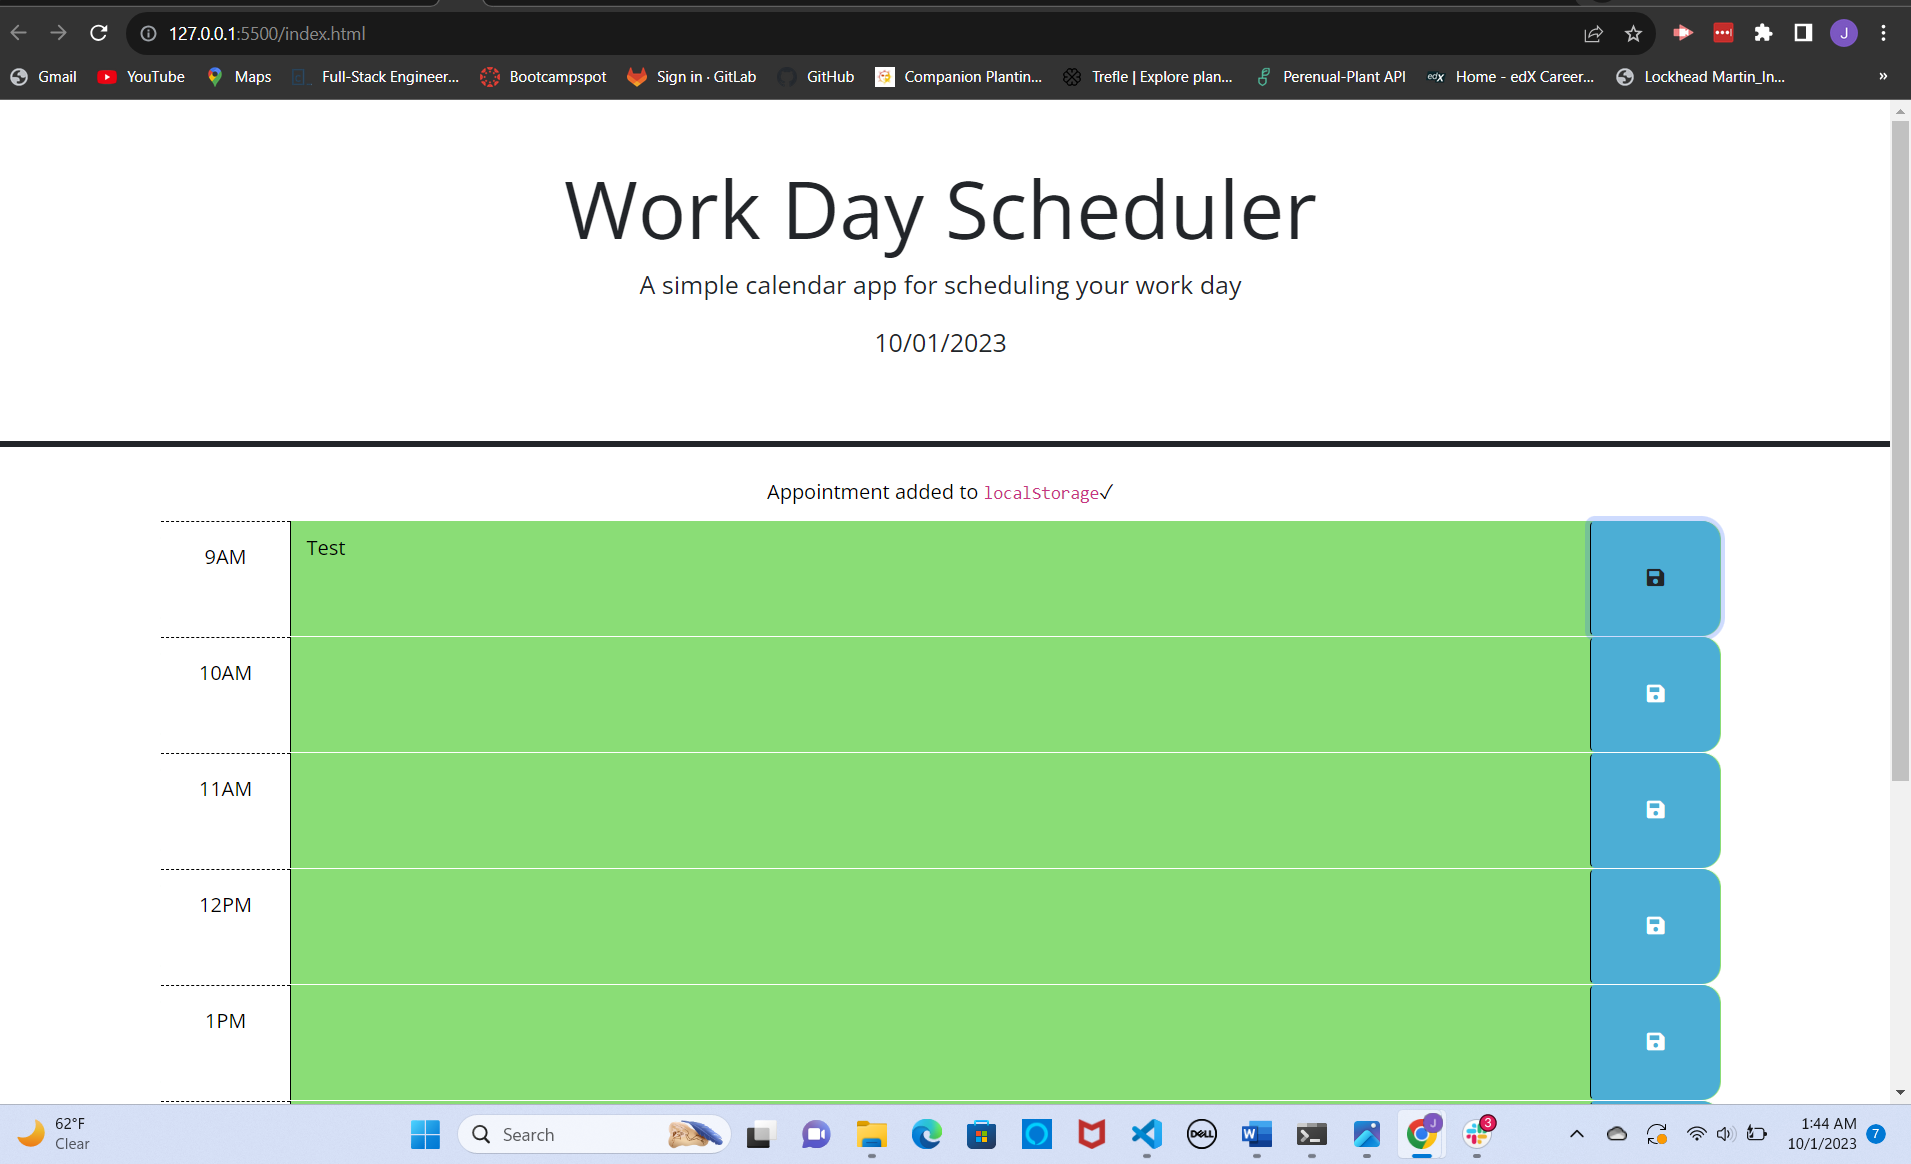 127.0.0.1:5500/index.html
J
Gmail YouTube Maps Full-Stack Engineer... Bootcampspot Sign in · GitLab GitHub Companion Plantin... Trefle | Explore plan... Perenual-Plant API edX Home - edX Career... Lockhead Martin_In... »
Work Day Scheduler
A simple calendar app for scheduling your work day
10/01/2023
Appointment added to localStorage✓
9AM Test
10AM
11AM
12PM
1PM
62°F
Clear
Search
DELL
W
J
3
1:44 AM
10/1/2023
7